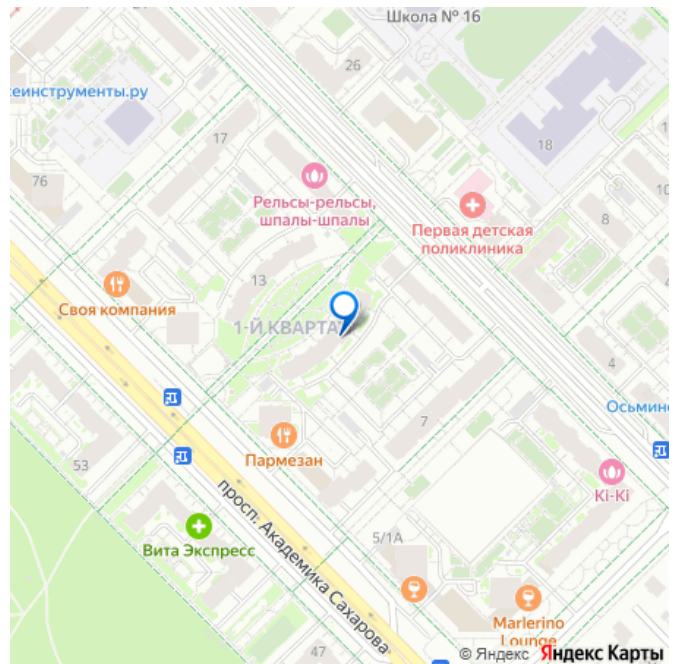 Школа № 16
26
еинструменты.ру
17
18
76
10
Рельсы-рельсы,
шпалы-шпалы
8
Первая детская
поликлиника
13
Своя компания
1-Й КВАРТА
4
Осьмин
7
Пармезан
53
Ki-Ki
просп. Академика Сахарова
5/1А
Вита Экспресс
Marlerino
Lounge
47
© Яндекс Яндекс Карты